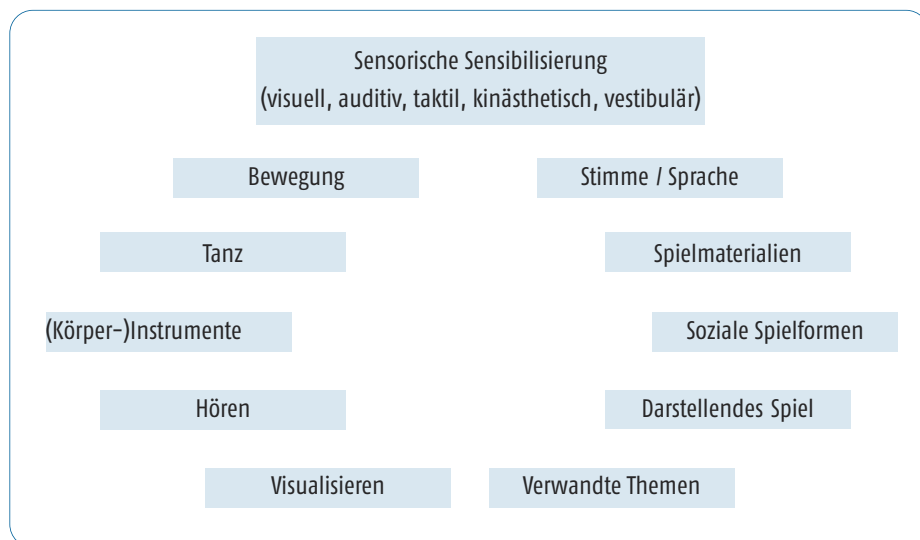 Sensorische Sensibilisierung
(visuell, auditiv, taktil, kinästhetisch, vestibulär)
Bewegung
Stimme / Sprache
Tanz
Spielmaterialien
(Körper-)Instrumente
Soziale Spielformen
Hören
Darstellendes Spiel
Visualisieren
Verwandte Themen